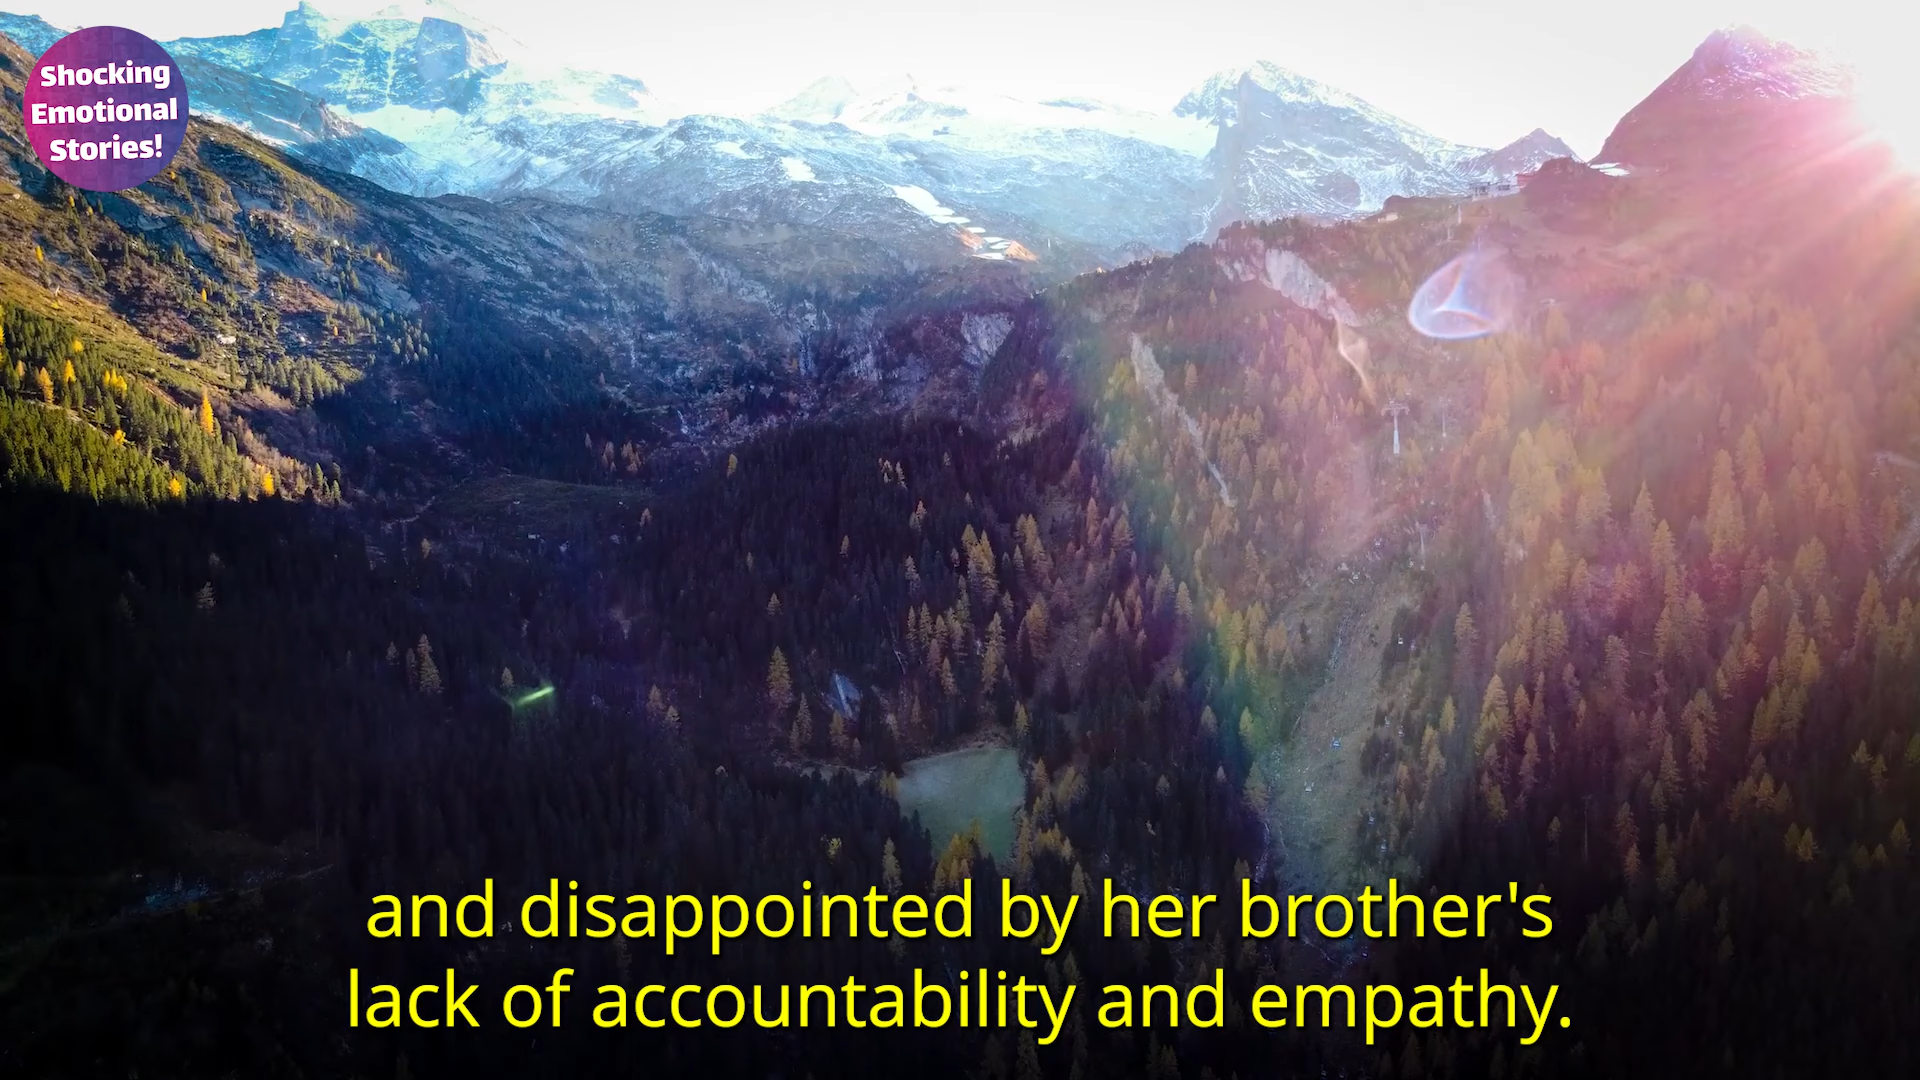 Shocking
Emotional
Stories!
and disappointed by her brother's
lack of accountability and empathy.